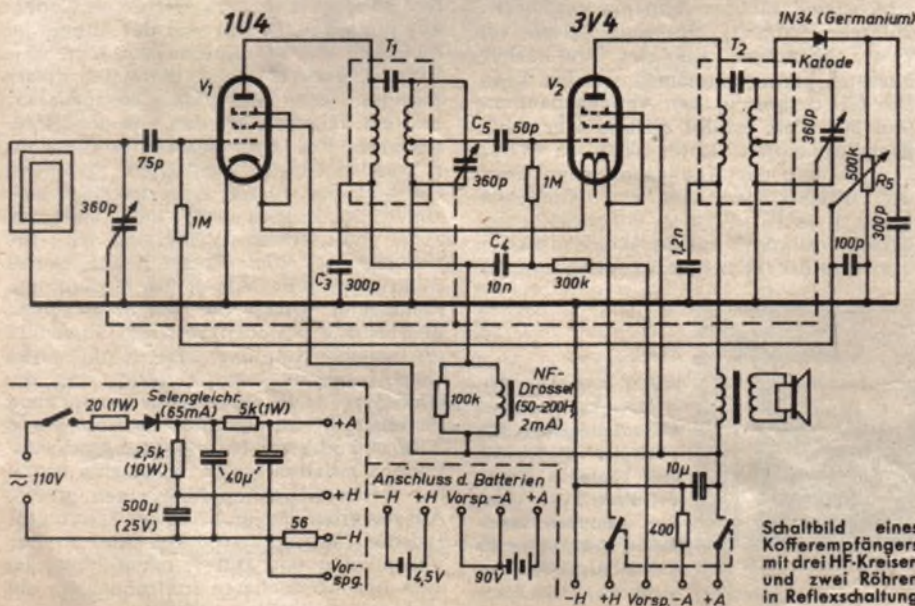 1U4
3V4
1N34 (Germanium)
Katode
V₁
T₁
V₂
T₂
75p
360p
1M
C₅ 50p
360p
1M
360p
500k
R₅
C₃
300p
C₄
10n
300k
1,2n
100p
300p
100k
NF-
Drossel
(50-200H,
2mA)
20 (1W)
Selengleichr.
(65mA)
5k(1W)
+A
2,5k
(10W)
40μ
≈ 110V
+H
500μ
(25V)
56
-H
Vor-
spg.
Anschluss d. Batterien
-H +H Vorsp. -A +A
4,5V
90V
10μ
400
-H +H Vorsp. -A +A
Schaltbild eines
Kofferempfängers
mit drei HF-Kreisen
und zwei Röhren
in Reflexschaltung